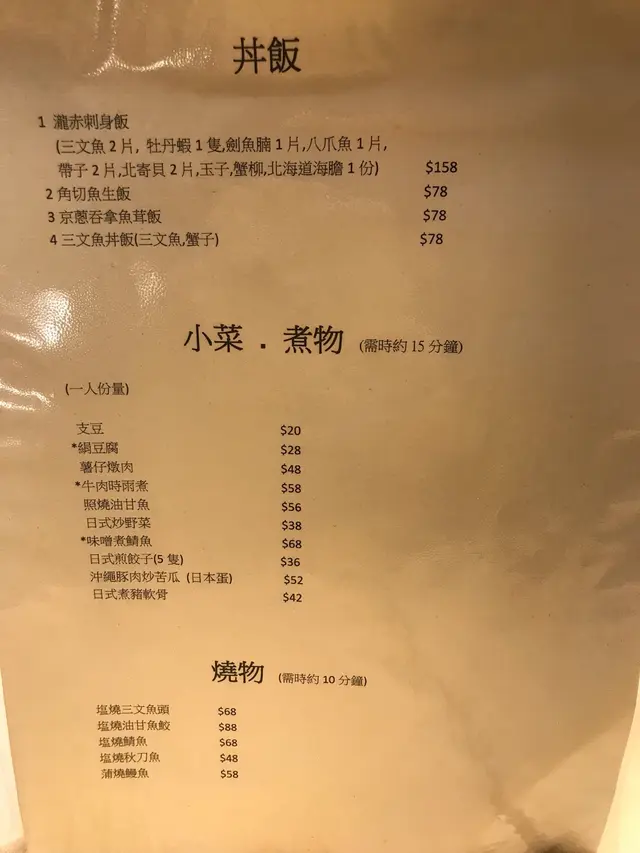 丼飯
1 瀧赤刺身飯
(三文魚 2 片, 牡丹蝦 1 隻,劍魚腩 1 片,八爪魚 1 片,
帶子 2 片,北寄貝 2 片,玉子,蟹柳,北海道海膽 1 份) $158
2 角切魚生飯 $78
3 京蔥吞拿魚茸飯 $78
4 三文魚丼飯(三文魚,蟹子) $78
小菜 . 煮物 (需時約 15 分鐘)
(一人份量)
支豆 $20
*絹豆腐 $28
薯仔燉肉 $48
*牛肉時雨煮 $58
照燒油甘魚 $56
日式炒野菜 $38
*味噌煮鯖魚 $68
日式煎餃子(5 隻) $36
沖繩豚肉炒苦瓜 (日本蛋) $52
日式煮豬軟骨 $42
燒物 (需時約 10 分鐘)
塩燒三文魚頭 $68
塩燒油甘魚鮫 $88
塩燒鯖魚 $68
塩燒秋刀魚 $48
蒲燒鰻魚 $58